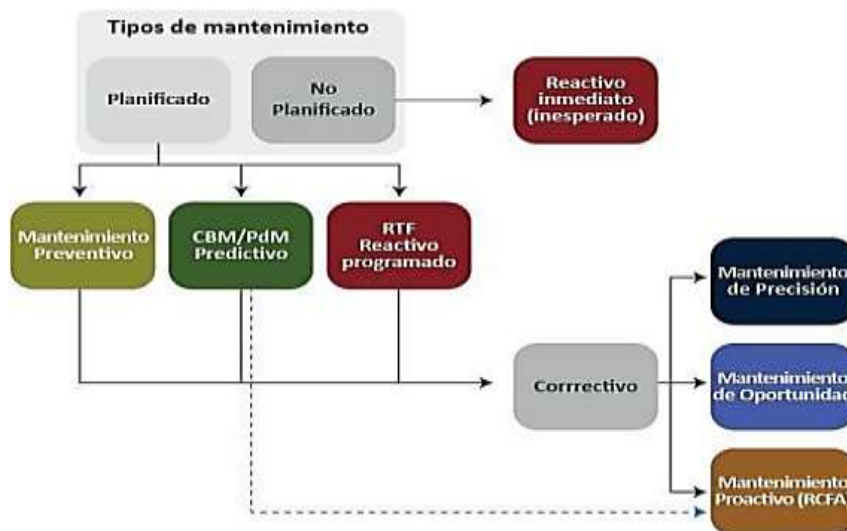 Tipos de mantenimiento
Planificado
No
Planificado
Reactivo
inmediato
(inesperado)
Mantenimiento
Preventivo
CBM/PdM
Predictivo
RTF
Reactivo
programado
Mantenimiento
de Precisión
Corrrectivo
Mantenimiento
de Oportunidad
Mantenimiento
Proactivo (RCFA)